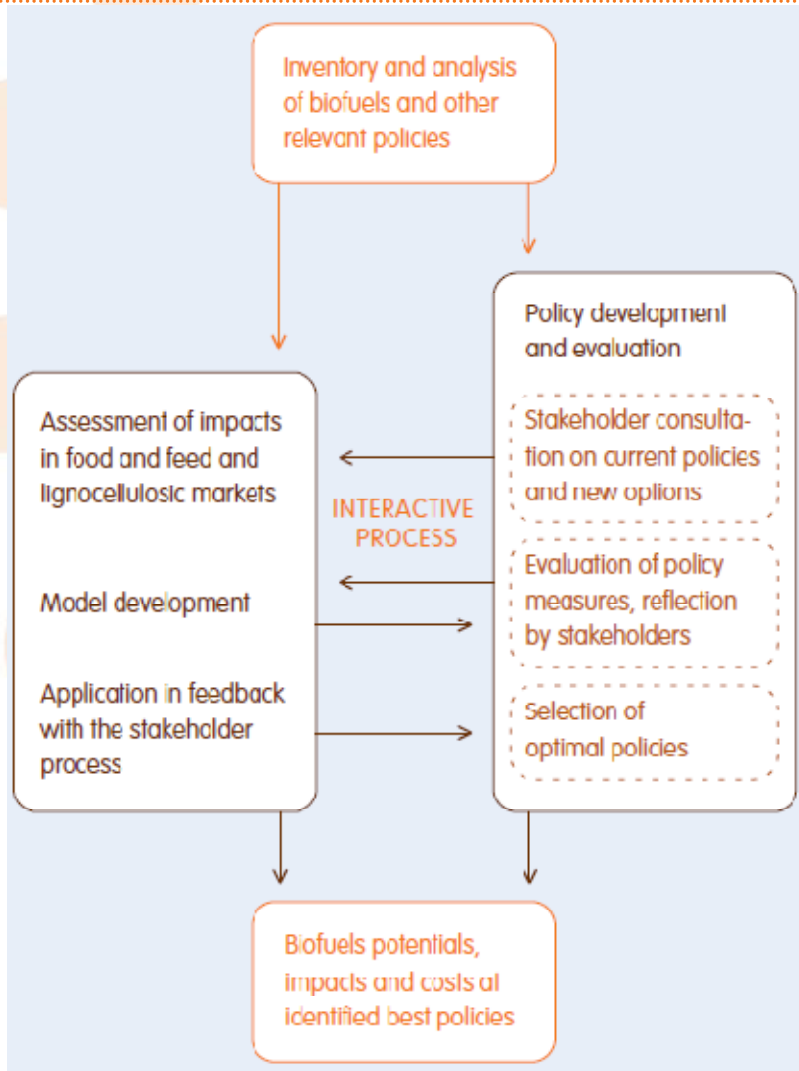 Inventory and analysis
of biofuels and other
relevant policies
Policy development
and evaluation
Assessment of impacts
in food and feed and
lignocellulosic markets
Stakeholder consulta-
tion on current policies
and new options
INTERACTIVE
PROCESS
Evaluation of policy
measures, reflection
by stakeholders
Model development
Application in feedback
with the stakeholder
process
Selection of
optimal policies
Biofuels potentials,
impacts and costs at
identified best policies